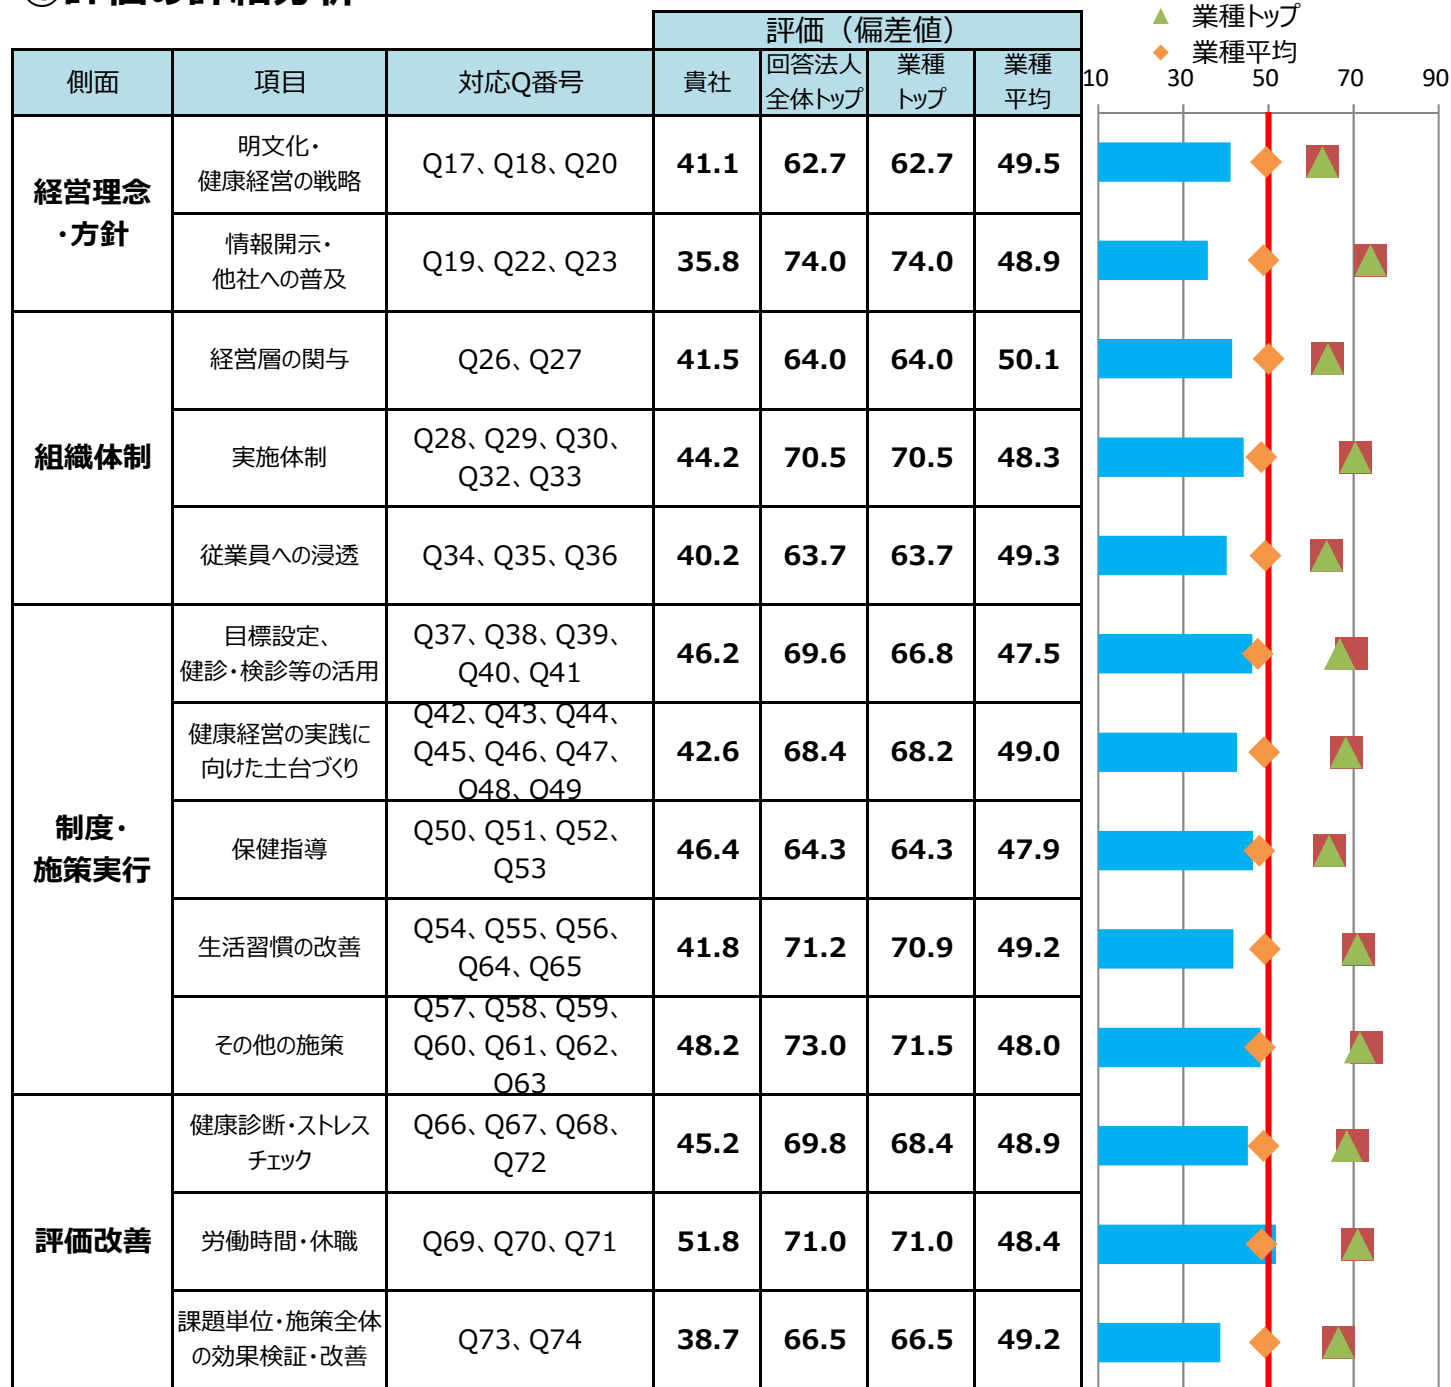 ①評価の詳細分析
▲ 業種トップ
◆ 業種平均
評価（偏差値）
側面 項目 対応Q番号 貴社 回答法人 業種 業種
全体トップ トップ 平均
10 30 50 70 90
経営理念
・方針
明文化・
健康経営の戦略
Q17、Q18、Q20 41.1 62.7 62.7 49.5
情報開示・
他社への普及
Q19、Q22、Q23 35.8 74.0 74.0 48.9
組織体制
経営層の関与 Q26、Q27 41.5 64.0 64.0 50.1
実施体制
Q28、Q29、Q30、
Q32、Q33
44.2 70.5 70.5 48.3
従業員への浸透 Q34、Q35、Q36 40.2 63.7 63.7 49.3
制度・
施策実行
目標設定、
健診・検診等の活用
Q37、Q38、Q39、
Q40、Q41
46.2 69.6 66.8 47.5
健康経営の実践に
向けた土台づくり
Q42、Q43、Q44、
Q45、Q46、Q47、
Q48、Q49
42.6 68.4 68.2 49.0
保健指導
Q50、Q51、Q52、
Q53
46.4 64.3 64.3 47.9
生活習慣の改善
Q54、Q55、Q56、
Q64、Q65
41.8 71.2 70.9 49.2
その他の施策
Q57、Q58、Q59、
Q60、Q61、Q62、
Q63
48.2 73.0 71.5 48.0
評価改善
健康診断・ストレス
チェック
Q66、Q67、Q68、
Q72
45.2 69.8 68.4 48.9
労働時間・休職 Q69、Q70、Q71 51.8 71.0 71.0 48.4
課題単位・施策全体
の効果検証・改善
Q73、Q74 38.7 66.5 66.5 49.2